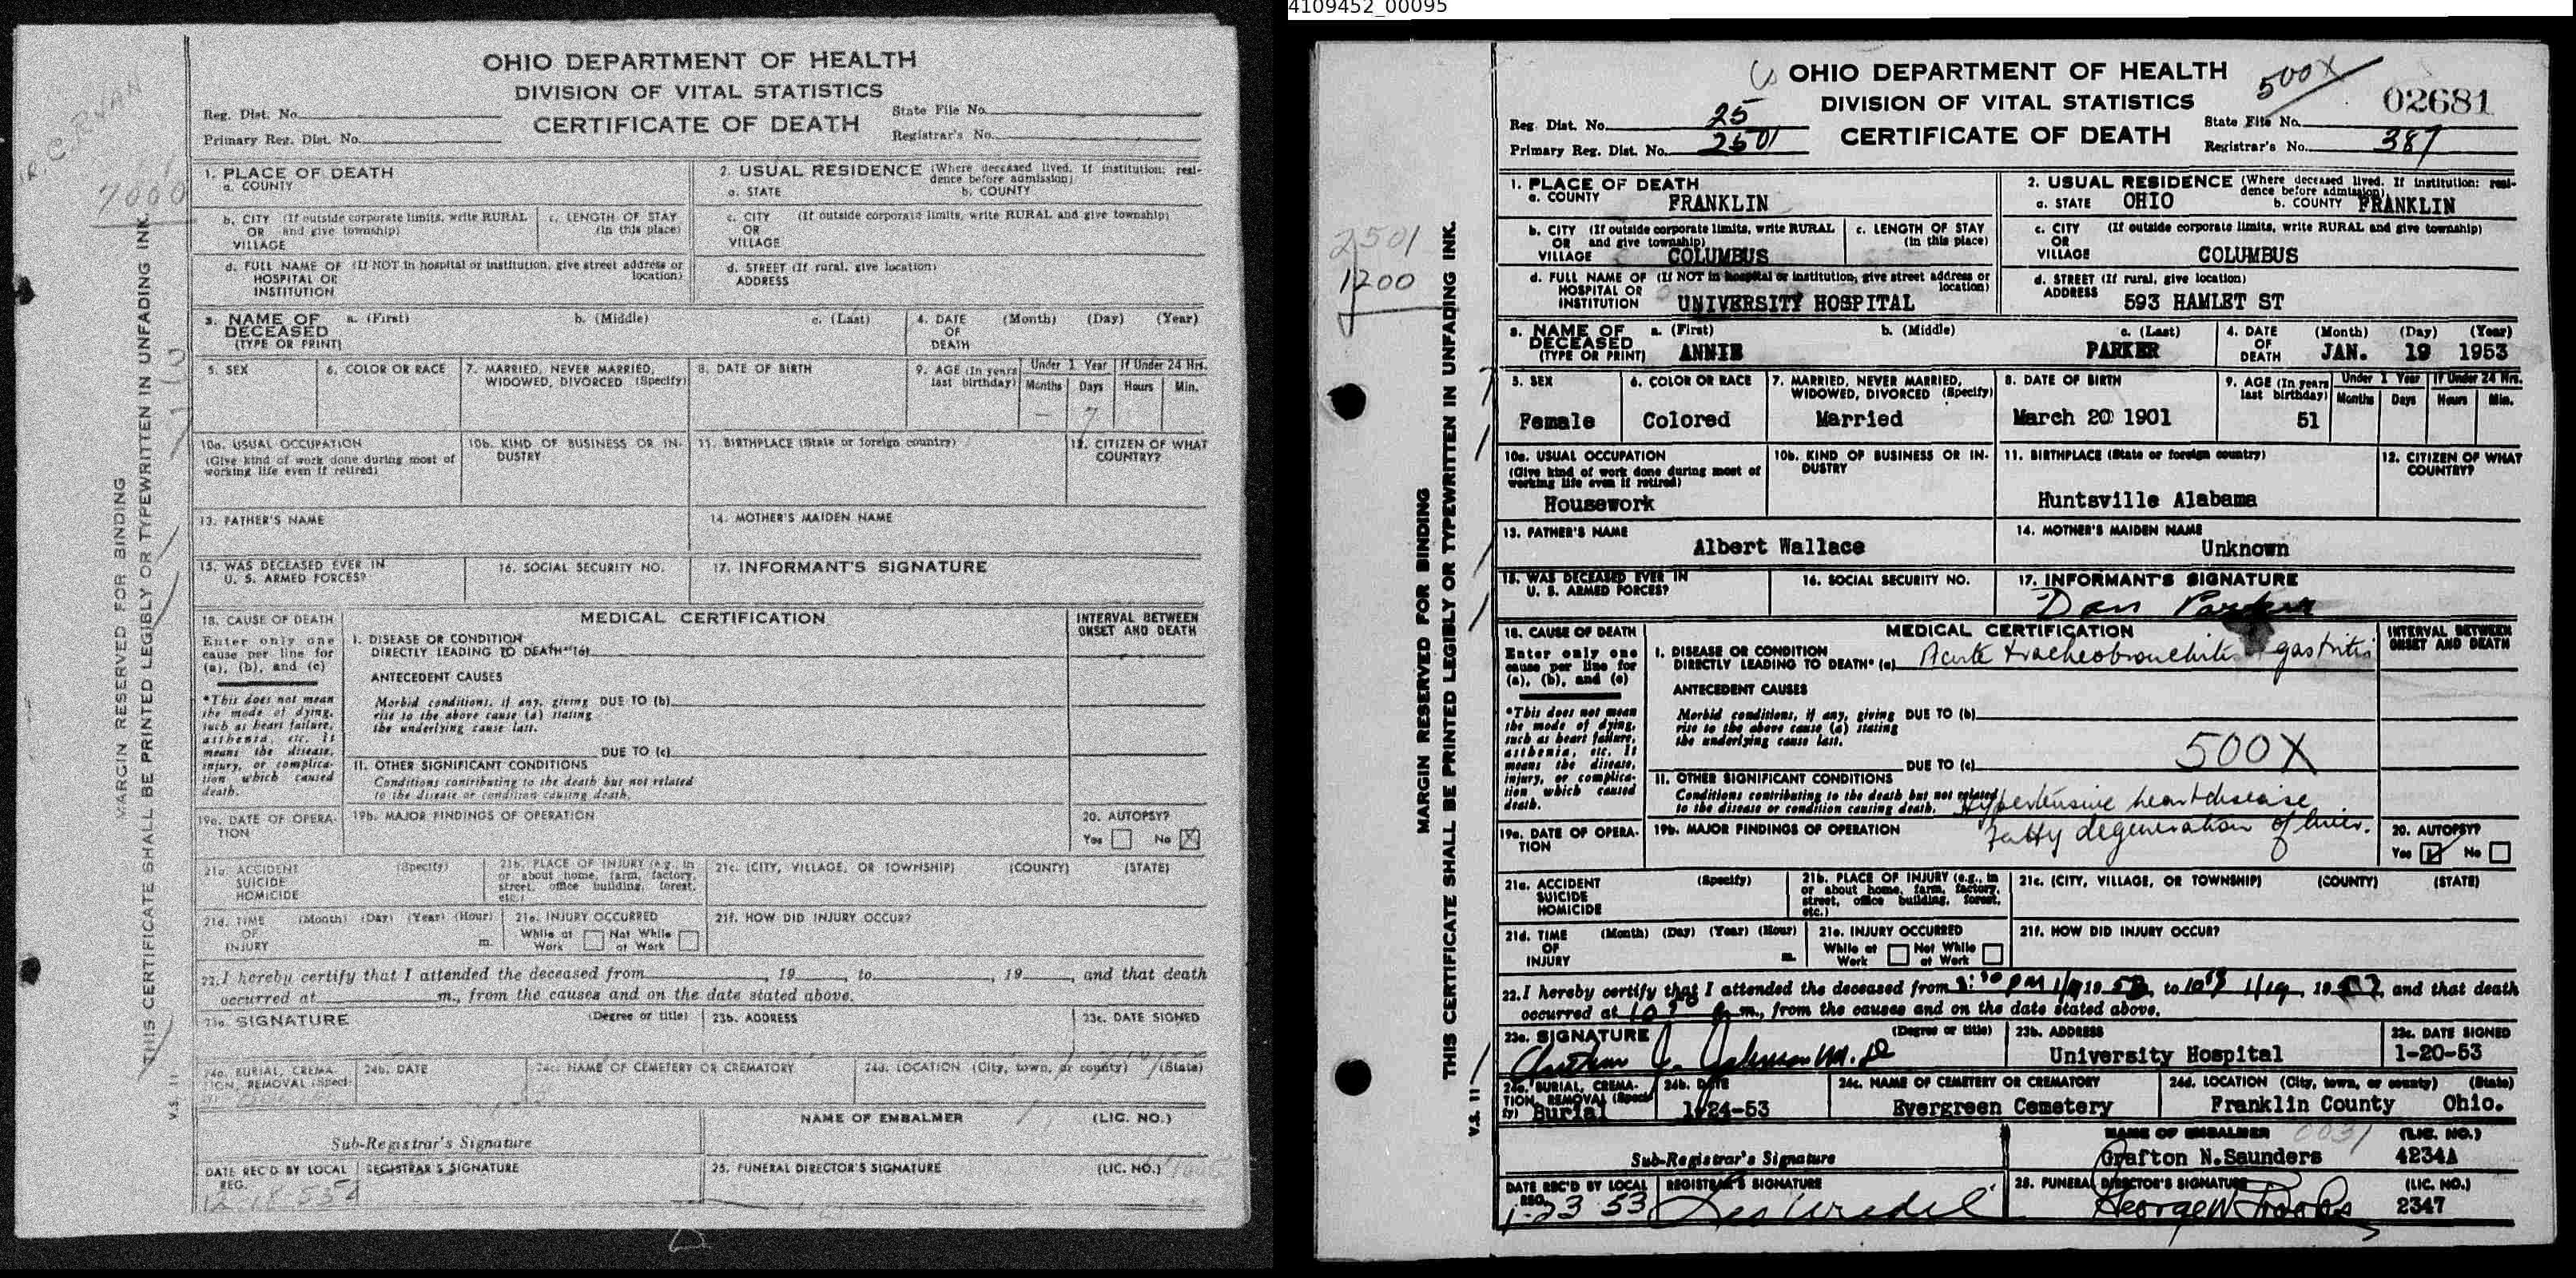 OHIO DEPARTMENT OF HEALTH
DIVISION OF VITAL STATISTICS
CERTIFICATE OF DEATH
Reg. Dist. No.
Primary Reg. Dist. No.
State File No.
Registrar's No.
7000
MARGIN RESERVED FOR BINDING
THIS CERTIFICATE SHALL BE PRINTED LEGIBLY OR TYPEWRITTEN IN UNFADING INK.
V.S. 11
1. PLACE OF DEATH
a. COUNTY
2. USUAL RESIDENCE (Where deceased lived. If institution: residence before admission)
a. STATE b. COUNTY
b. CITY (If outside corporate limits, write RURAL
OR and give township)
VILLAGE
c. LENGTH OF STAY
(in this place)
c. CITY (If outside corporate limits, write RURAL and give township)
OR
VILLAGE
d. FULL NAME OF (If NOT in hospital or institution, give street address or
HOSPITAL OR location)
INSTITUTION
d. STREET (If rural, give location)
ADDRESS
3. NAME OF a. (First) b. (Middle) c. (Last)
DECEASED
(TYPE OR PRINT)
4. DATE (Month) (Day) (Year)
OF
DEATH
5. SEX
6. COLOR OR RACE
7. MARRIED, NEVER MARRIED,
WIDOWED, DIVORCED (Specify)
8. DATE OF BIRTH
9. AGE (In years
last birthday)
Under 1 Year If Under 24 Hrs.
Months Days Hours Min.
– 7
10a. USUAL OCCUPATION
(Give kind of work done during most of
working life even if retired)
10b. KIND OF BUSINESS OR IN-
DUSTRY
11. BIRTHPLACE (State or foreign country)
12. CITIZEN OF WHAT
COUNTRY?
13. FATHER'S NAME
14. MOTHER'S MAIDEN NAME
15. WAS DECEASED EVER IN
U. S. ARMED FORCES?
16. SOCIAL SECURITY NO.
17. INFORMANT'S SIGNATURE
18. CAUSE OF DEATH
Enter only one
cause per line for
(a), (b), and (c)
*This does not mean
the mode of dying,
such as heart failure,
asthenia, etc. It
means the disease,
injury, or complica-
tion which caused
death.
MEDICAL CERTIFICATION
INTERVAL BETWEEN
ONSET AND DEATH
I. DISEASE OR CONDITION
DIRECTLY LEADING TO DEATH* (a)
ANTECEDENT CAUSES
Morbid conditions, if any, giving DUE TO (b)
rise to the above cause (a) stating
the underlying cause last.
DUE TO (c)
II. OTHER SIGNIFICANT CONDITIONS
Conditions contributing to the death but not related
to the disease or condition causing death.
19a. DATE OF OPERA-
TION
19b. MAJOR FINDINGS OF OPERATION
20. AUTOPSY?
Yes No X
21a. ACCIDENT (Specify)
SUICIDE
HOMICIDE
21b. PLACE OF INJURY (e.g., in
or about home, farm, factory,
street, office building, forest,
etc.)
21c. (CITY, VILLAGE, OR TOWNSHIP) (COUNTY) (STATE)
21d. TIME (Month) (Day) (Year) (Hour)
OF
INJURY m.
21e. INJURY OCCURRED
While at Not While
Work at Work
21f. HOW DID INJURY OCCUR?
22. I hereby certify that I attended the deceased from , 19 , to , 19 , and that death
occurred at m., from the causes and on the date stated above.
23a. SIGNATURE (Degree or title)
23b. ADDRESS
23c. DATE SIGNED
24a. BURIAL, CREMA-
TION, REMOVAL (Speci-
fy)
24b. DATE
24c. NAME OF CEMETERY OR CREMATORY
24d. LOCATION (City, town, or county) (State)
Sub-Registrar's Signature
NAME OF EMBALMER (LIC. NO.)
DATE REC'D BY LOCAL
REG.
REGISTRAR'S SIGNATURE
25. FUNERAL DIRECTOR'S SIGNATURE (LIC. NO.)
4109452_00095
OHIO DEPARTMENT OF HEALTH
DIVISION OF VITAL STATISTICS
CERTIFICATE OF DEATH
500X
02681
Reg. Dist. No. 25
Primary Reg. Dist. No. 2501
State File No.
Registrar's No. 387
2501
1200
MARGIN RESERVED FOR BINDING
THIS CERTIFICATE SHALL BE PRINTED LEGIBLY OR TYPEWRITTEN IN UNFADING INK.
V.S. 11
1. PLACE OF DEATH
a. COUNTY FRANKLIN
2. USUAL RESIDENCE (Where deceased lived. If institution: residence before admission)
a. STATE OHIO b. COUNTY FRANKLIN
b. CITY (If outside corporate limits, write RURAL
OR and give township)
VILLAGE COLUMBUS
c. LENGTH OF STAY
(in this place)
c. CITY (If outside corporate limits, write RURAL and give township)
OR
VILLAGE COLUMBUS
d. FULL NAME OF (If NOT in hospital or institution, give street address or
HOSPITAL OR location)
INSTITUTION UNIVERSITY HOSPITAL
d. STREET (If rural, give location)
ADDRESS 593 HAMLET ST
3. NAME OF a. (First) b. (Middle) c. (Last)
DECEASED
(TYPE OR PRINT) ANNIE PARKER
4. DATE (Month) (Day) (Year)
OF
DEATH JAN. 19 1953
5. SEX
Female
6. COLOR OR RACE
Colored
7. MARRIED, NEVER MARRIED,
WIDOWED, DIVORCED (Specify)
Married
8. DATE OF BIRTH
March 20 1901
9. AGE (In years
last birthday)
51
Under 1 Year If Under 24 Hrs.
Months Days Hours Min.
10a. USUAL OCCUPATION
(Give kind of work done during most of
working life even if retired)
Housework
10b. KIND OF BUSINESS OR IN-
DUSTRY
11. BIRTHPLACE (State or foreign country)
Huntsville Alabama
12. CITIZEN OF WHAT
COUNTRY?
13. FATHER'S NAME
Albert Wallace
14. MOTHER'S MAIDEN NAME
Unknown
15. WAS DECEASED EVER IN
U. S. ARMED FORCES?
16. SOCIAL SECURITY NO.
17. INFORMANT'S SIGNATURE
Dan Parker
18. CAUSE OF DEATH
Enter only one
cause per line for
(a), (b), and (c)
*This does not mean
the mode of dying,
such as heart failure,
asthenia, etc. It
means the disease,
injury, or complica-
tion which caused
death.
MEDICAL CERTIFICATION
INTERVAL BETWEEN
ONSET AND DEATH
I. DISEASE OR CONDITION
DIRECTLY LEADING TO DEATH* (a) Acute tracheobronchitis gastritis
ANTECEDENT CAUSES
Morbid conditions, if any, giving DUE TO (b)
rise to the above cause (a) stating
the underlying cause last.
DUE TO (c) 500X
II. OTHER SIGNIFICANT CONDITIONS
Conditions contributing to the death but not related
to the disease or condition causing death. Hypertensive heart disease
fatty degeneration of liver.
19a. DATE OF OPERA-
TION
19b. MAJOR FINDINGS OF OPERATION
20. AUTOPSY?
Yes ✓ No
21a. ACCIDENT (Specify)
SUICIDE
HOMICIDE
21b. PLACE OF INJURY (e.g., in
or about home, farm, factory,
street, office building, forest,
etc.)
21c. (CITY, VILLAGE, OR TOWNSHIP) (COUNTY) (STATE)
21d. TIME (Month) (Day) (Year) (Hour)
OF
INJURY m.
21e. INJURY OCCURRED
While at Not While
Work at Work
21f. HOW DID INJURY OCCUR?
22. I hereby certify that I attended the deceased from PM 19 53, to 1/19, 19 , and that death
occurred at m., from the causes and on the date stated above.
23a. SIGNATURE (Degree or title)
Arthur Johnson M.D
23b. ADDRESS
University Hospital
23c. DATE SIGNED
1-20-53
24a. BURIAL, CREMA-
TION, REMOVAL (Speci-
fy) Burial
24b. DATE
1-24-53
24c. NAME OF CEMETERY OR CREMATORY
Evergreen Cemetery
24d. LOCATION (City, town, or county) (State)
Franklin County Ohio.
Sub-Registrar's Signature
NAME OF EMBALMER (LIC. NO.)
Grafton N.Saunders 4234A
DATE REC'D BY LOCAL
REG.
1-23 53
REGISTRAR'S SIGNATURE
25. FUNERAL DIRECTOR'S SIGNATURE (LIC. NO.)
2347